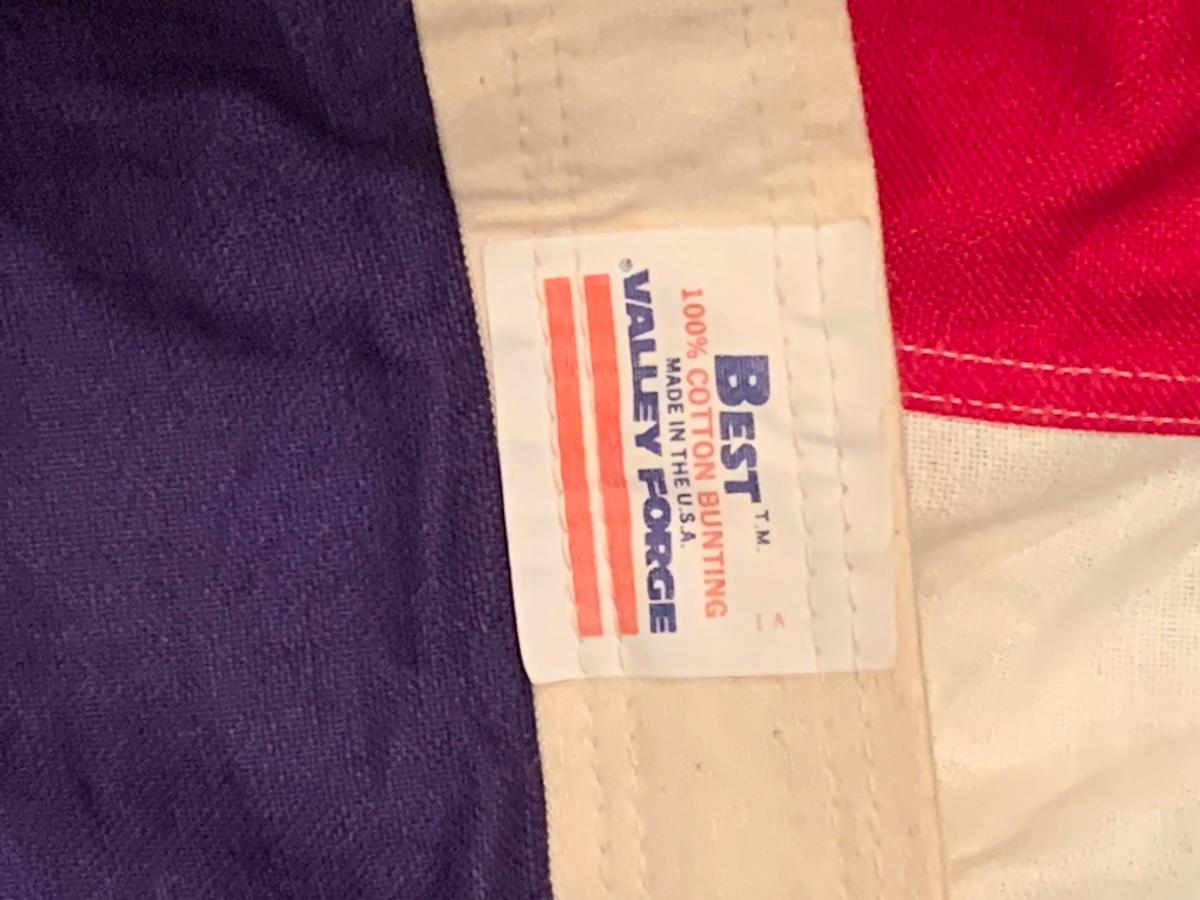 BEST T.M.
100% COTTON BUNTING
MADE IN THE U.S.A.
VALLEY FORGE®